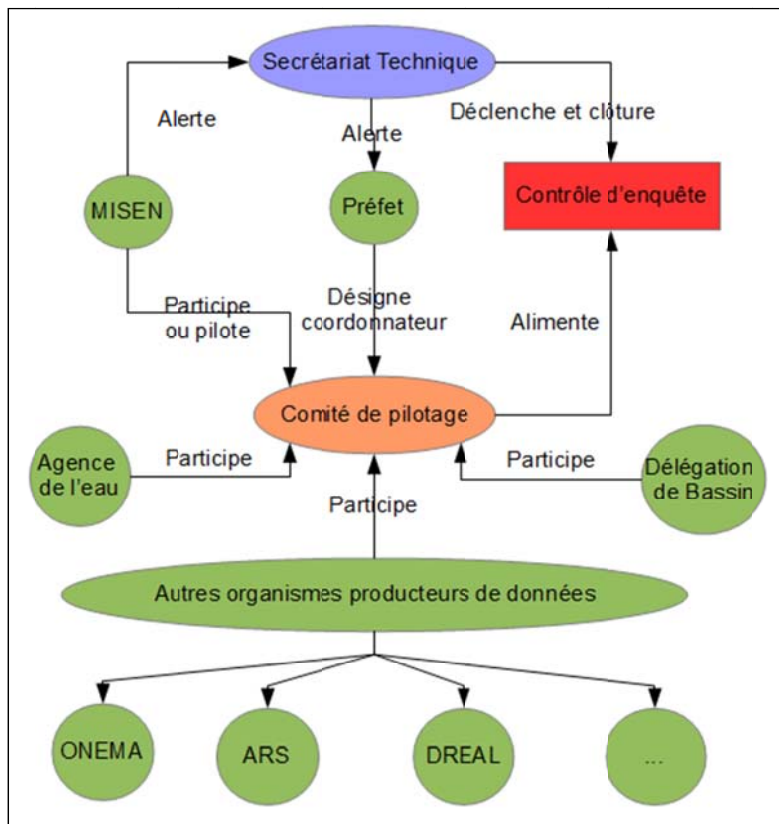 Secrétariat Technique
Alerte
Déclenche et clôture
Alerte
MISEN
Préfet
Contrôle d'enquête
Participe
ou pilote
Désigne
coordonnateur
Alimente
Comité de pilotage
Agence
de l'eau
Participe
Participe
Délégation
de Bassin
Participe
Autres organismes producteurs de données
ONEMA
ARS
DREAL
...